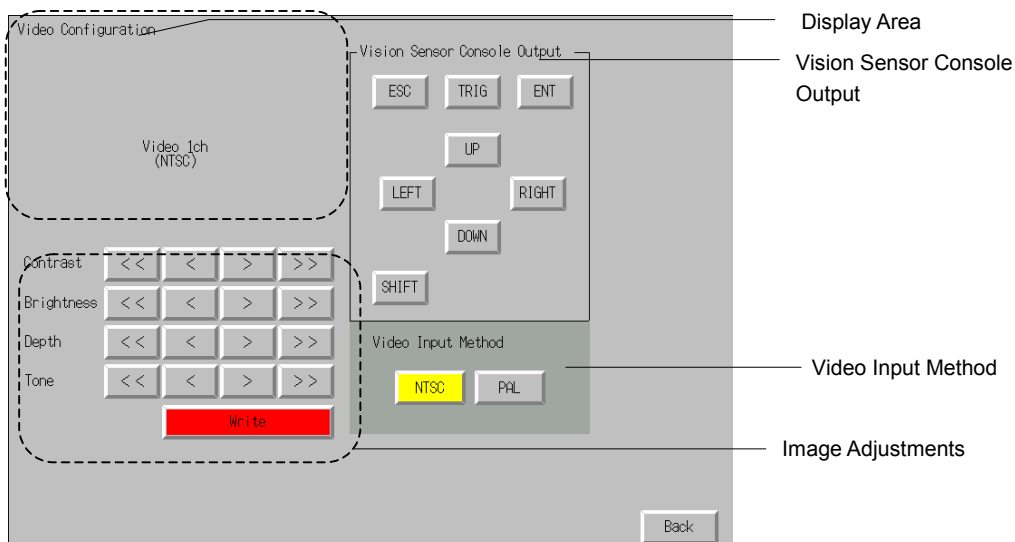 Video Configuration
Video 1ch
(NTSC)
Vision Sensor Console Output
ESC TRIG ENT
UP
LEFT RIGHT
DOWN
SHIFT
Contrast << < > >>
Brightness << < > >>
Depth << < > >>
Tone << < > >>
Write
Video Input Method
NTSC PAL
Back
Display Area
Vision Sensor Console
Output
Video Input Method
Image Adjustments